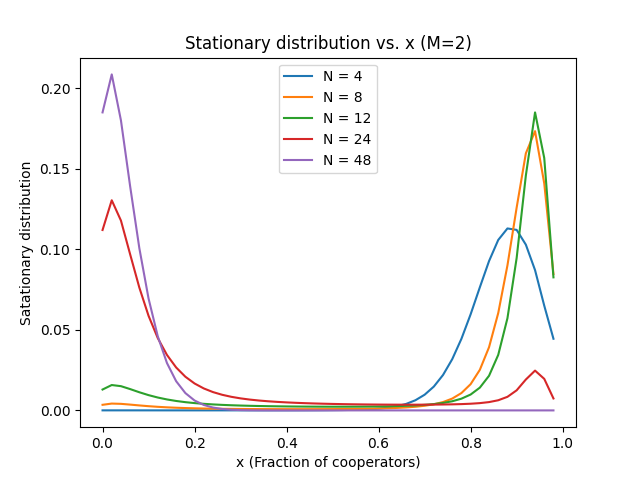 Stationary distribution vs. x (M=2)
N = 4
N = 8
N = 12
N = 24
N = 48
Satationary distribution
0.20
0.15
0.10
0.05
0.00
0.0 0.2 0.4 0.6 0.8 1.0
x (Fraction of cooperators)